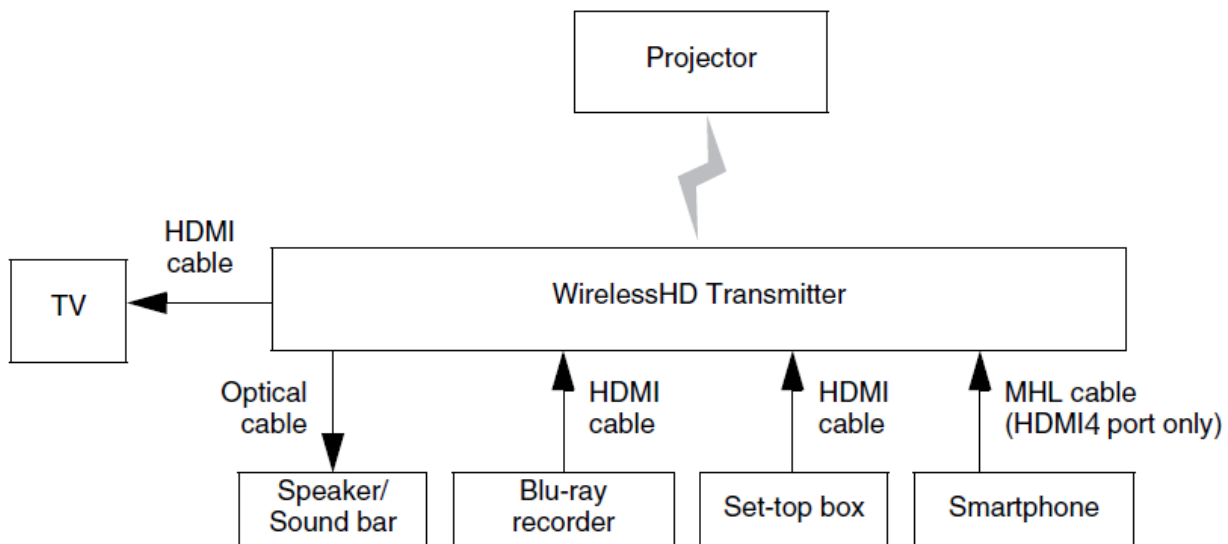 Projector
HDMI
cable
TV
WirelessHD Transmitter
Optical
cable
HDMI
cable
HDMI
cable
MHL cable
(HDMI4 port only)
Speaker/
Sound bar
Blu-ray
recorder
Set-top box
Smartphone